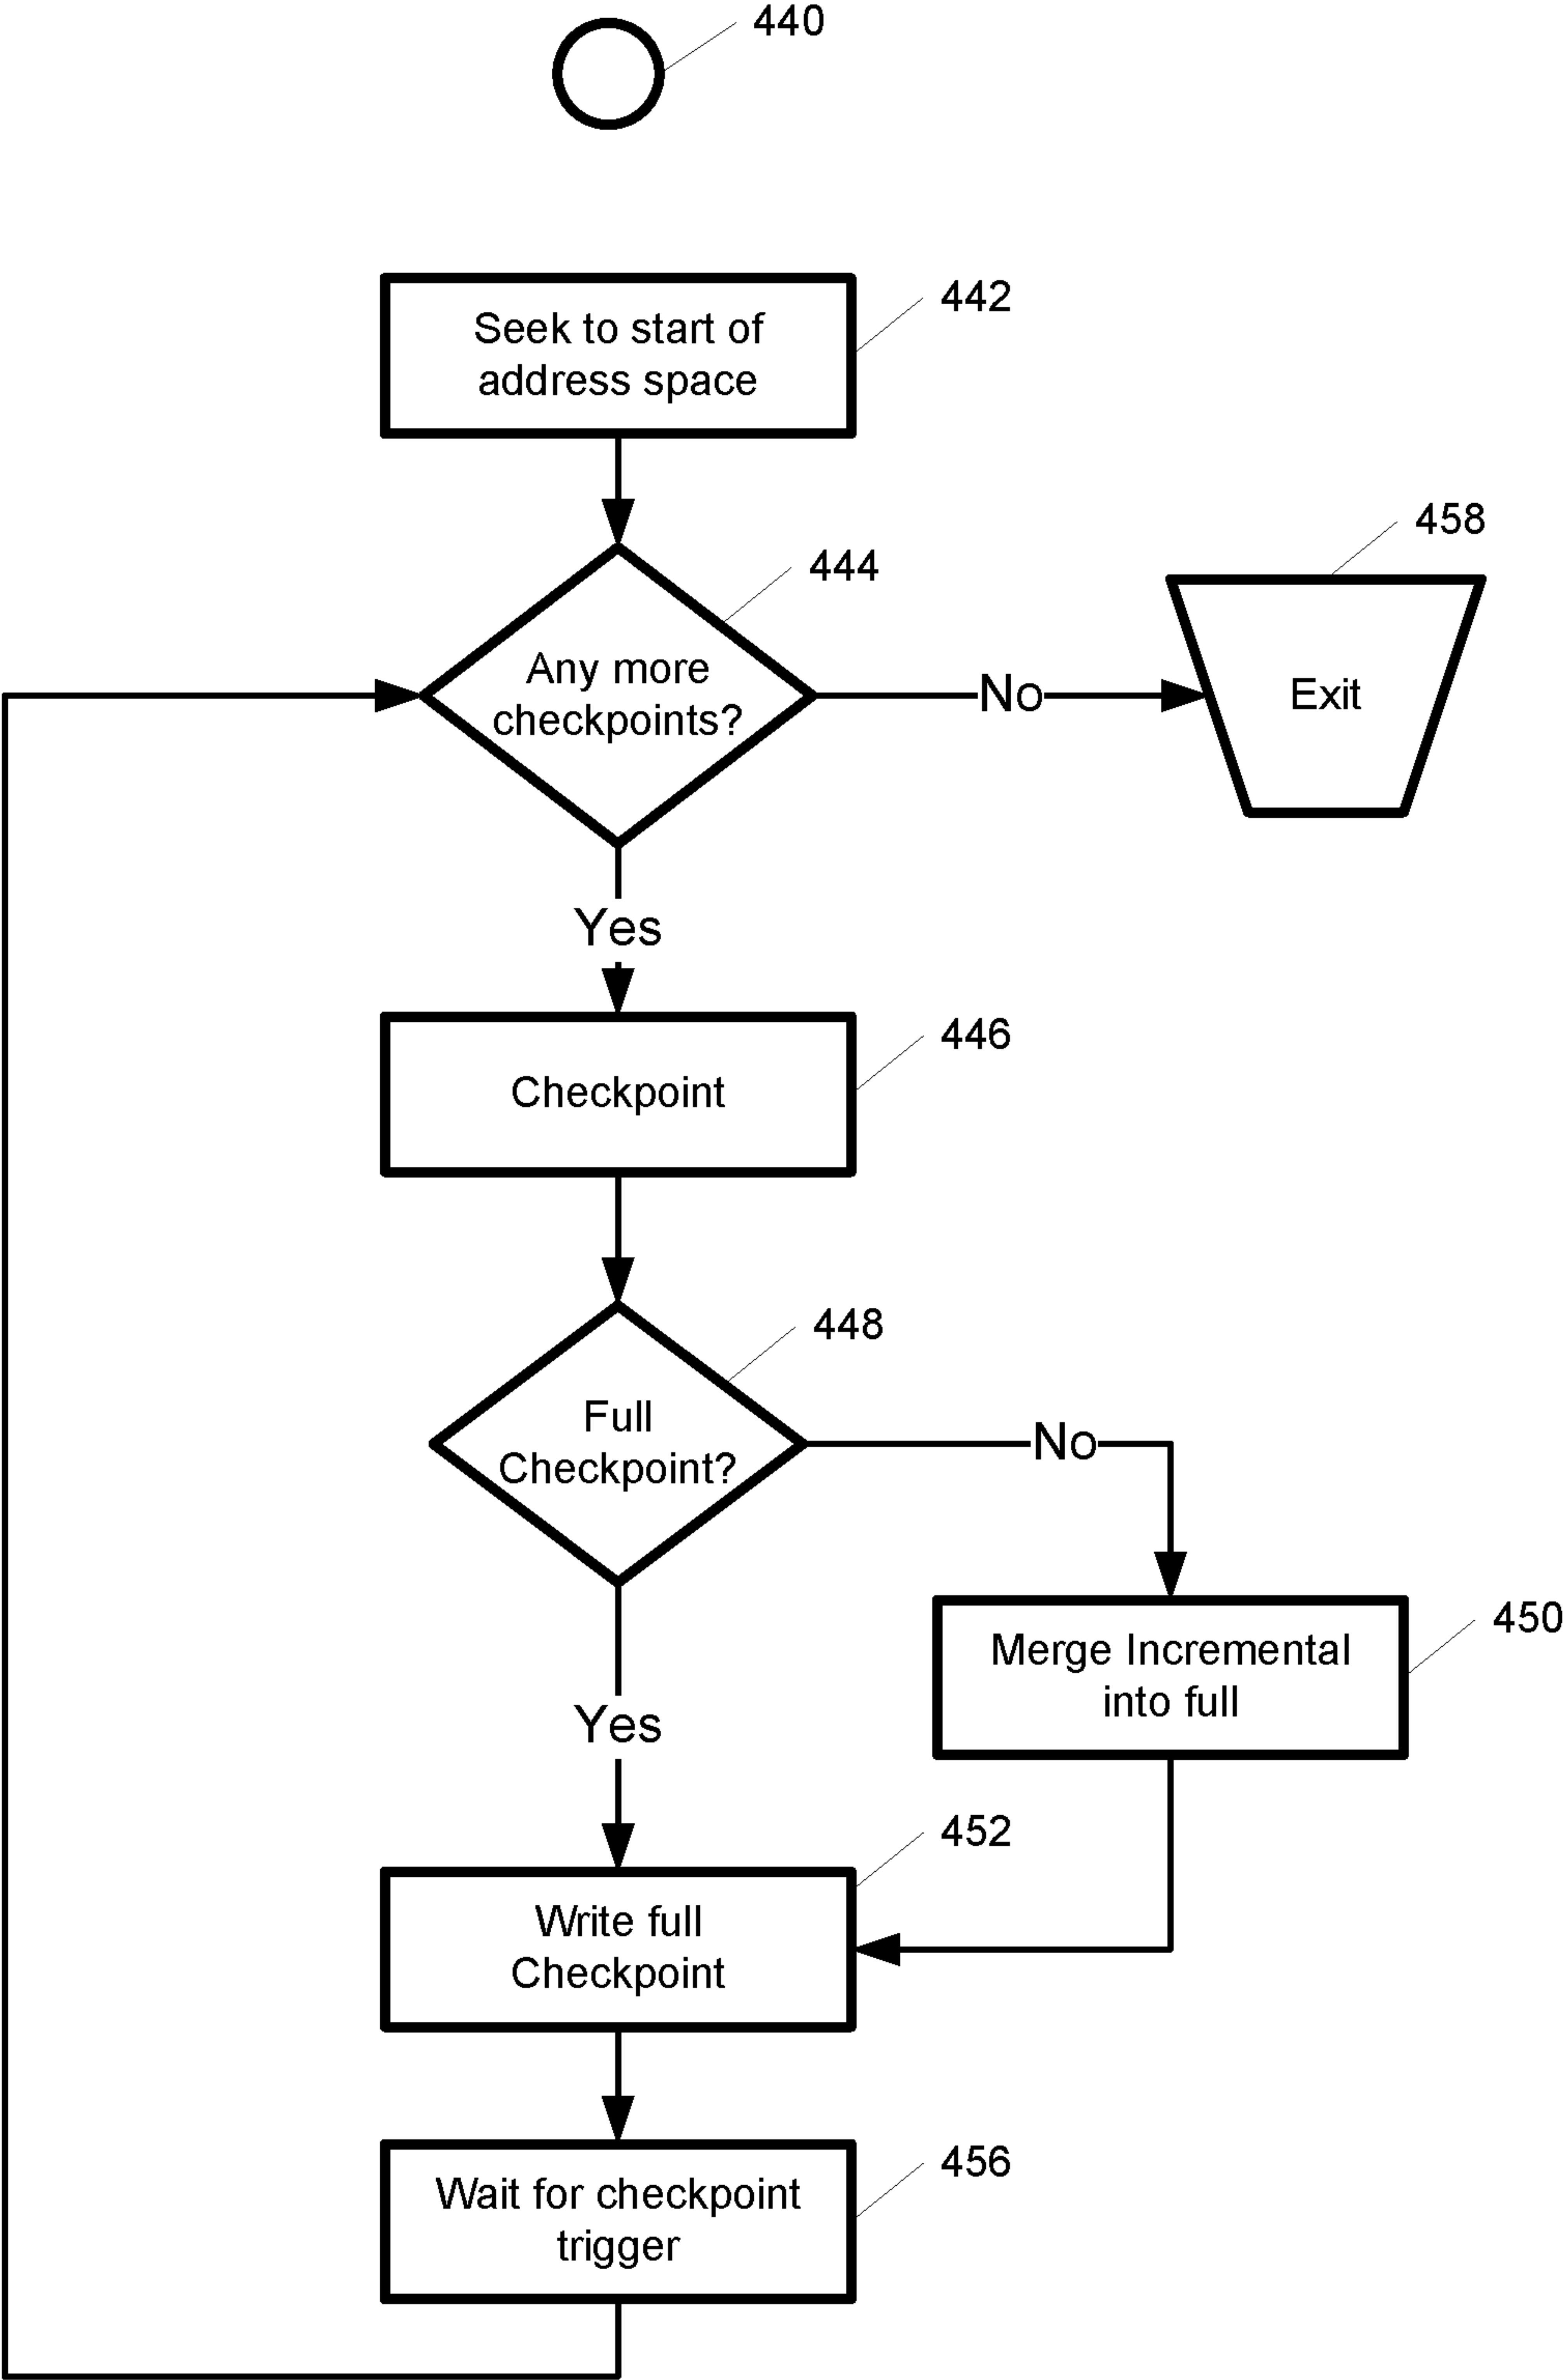 440
442
Seek to start of
address space
458
444
Any more
checkpoints?
No
Exit
Yes
446
Checkpoint
448
Full
Checkpoint?
No
450
Merge Incremental
into full
Yes
452
Write full
Checkpoint
456
Wait for checkpoint
trigger